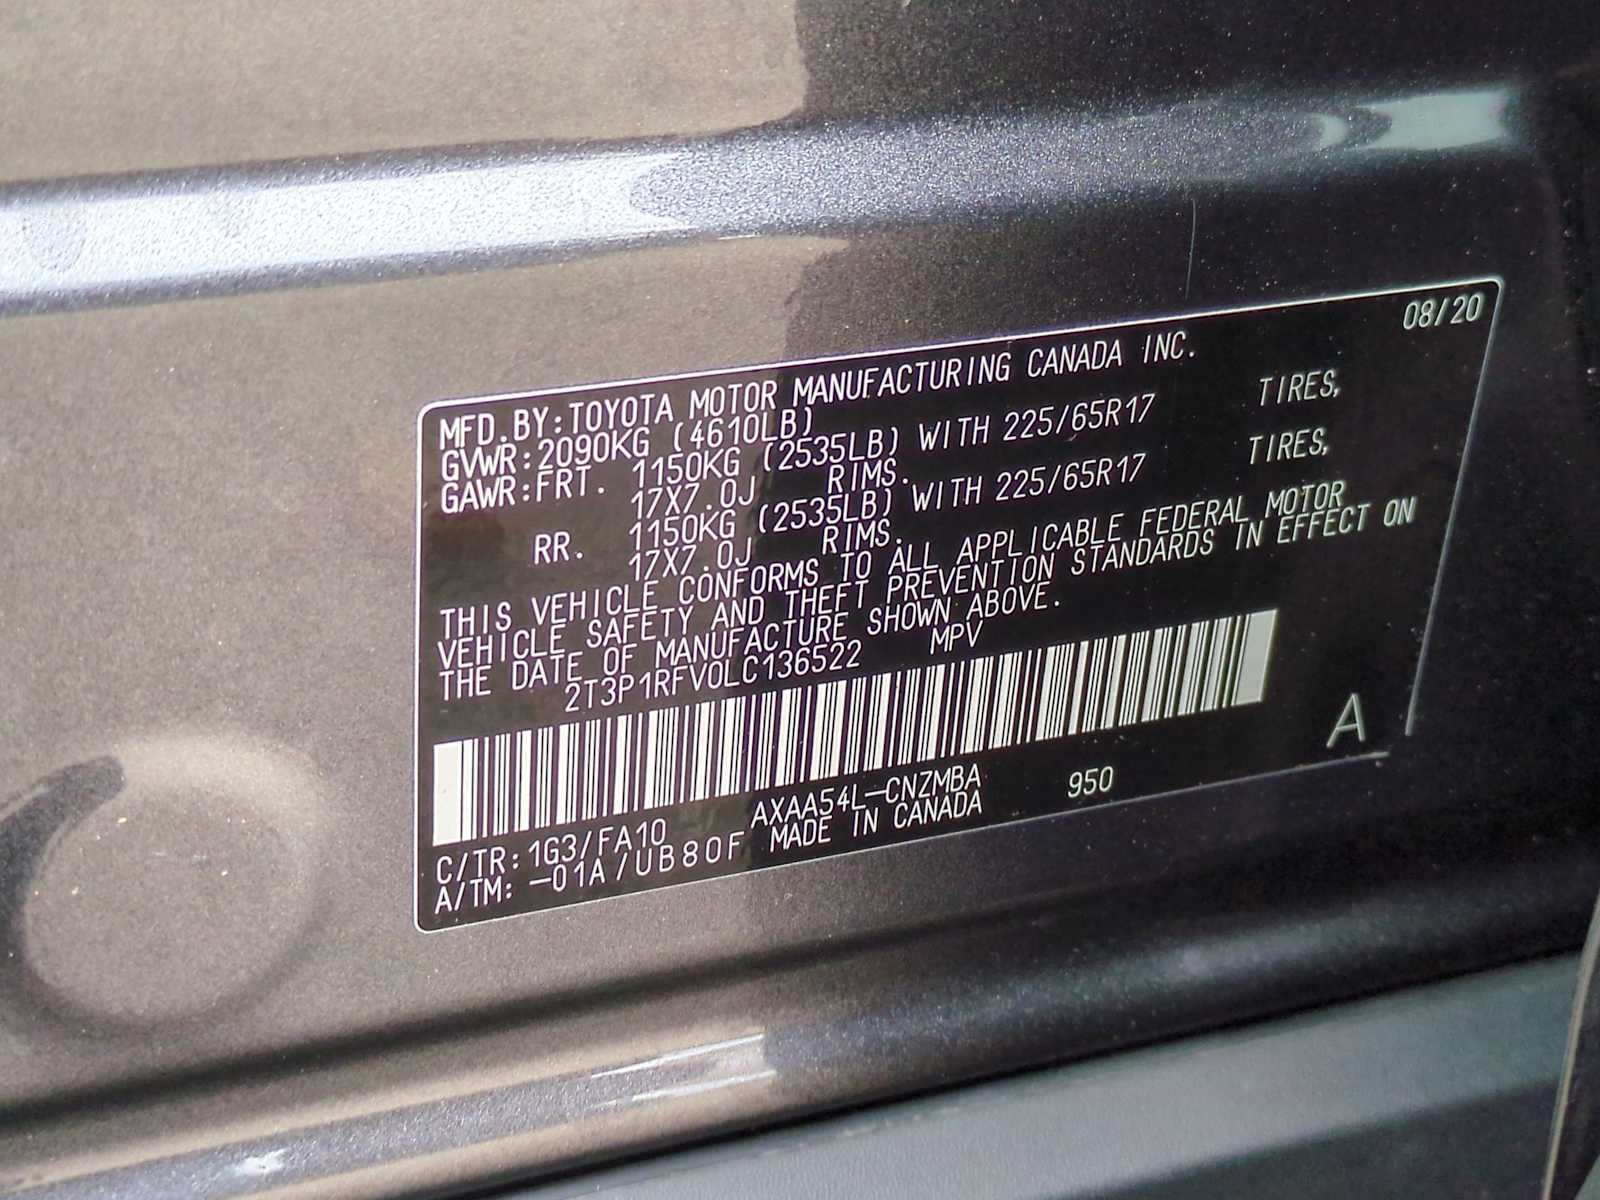 08/20
MFD.BY:TOYOTA MOTOR MANUFACTURING CANADA INC.
GVWR:2090KG (4610LB)
GAWR:FRT. 1150KG (2535LB) WITH 225/65R17 TIRES,
17X7.0J RIMS.
RR. 1150KG (2535LB) WITH 225/65R17 TIRES,
17X7.0J RIMS.
THIS VEHICLE CONFORMS TO ALL APPLICABLE FEDERAL MOTOR
VEHICLE SAFETY AND THEFT PREVENTION STANDARDS IN EFFECT ON
THE DATE OF MANUFACTURE SHOWN ABOVE.
2T3P1RFV0LC136522 MPV
A
C/TR:1G3/FA10 AXAA54L-CNZMBA 950
A/TM:-01A/UB80F MADE IN CANADA